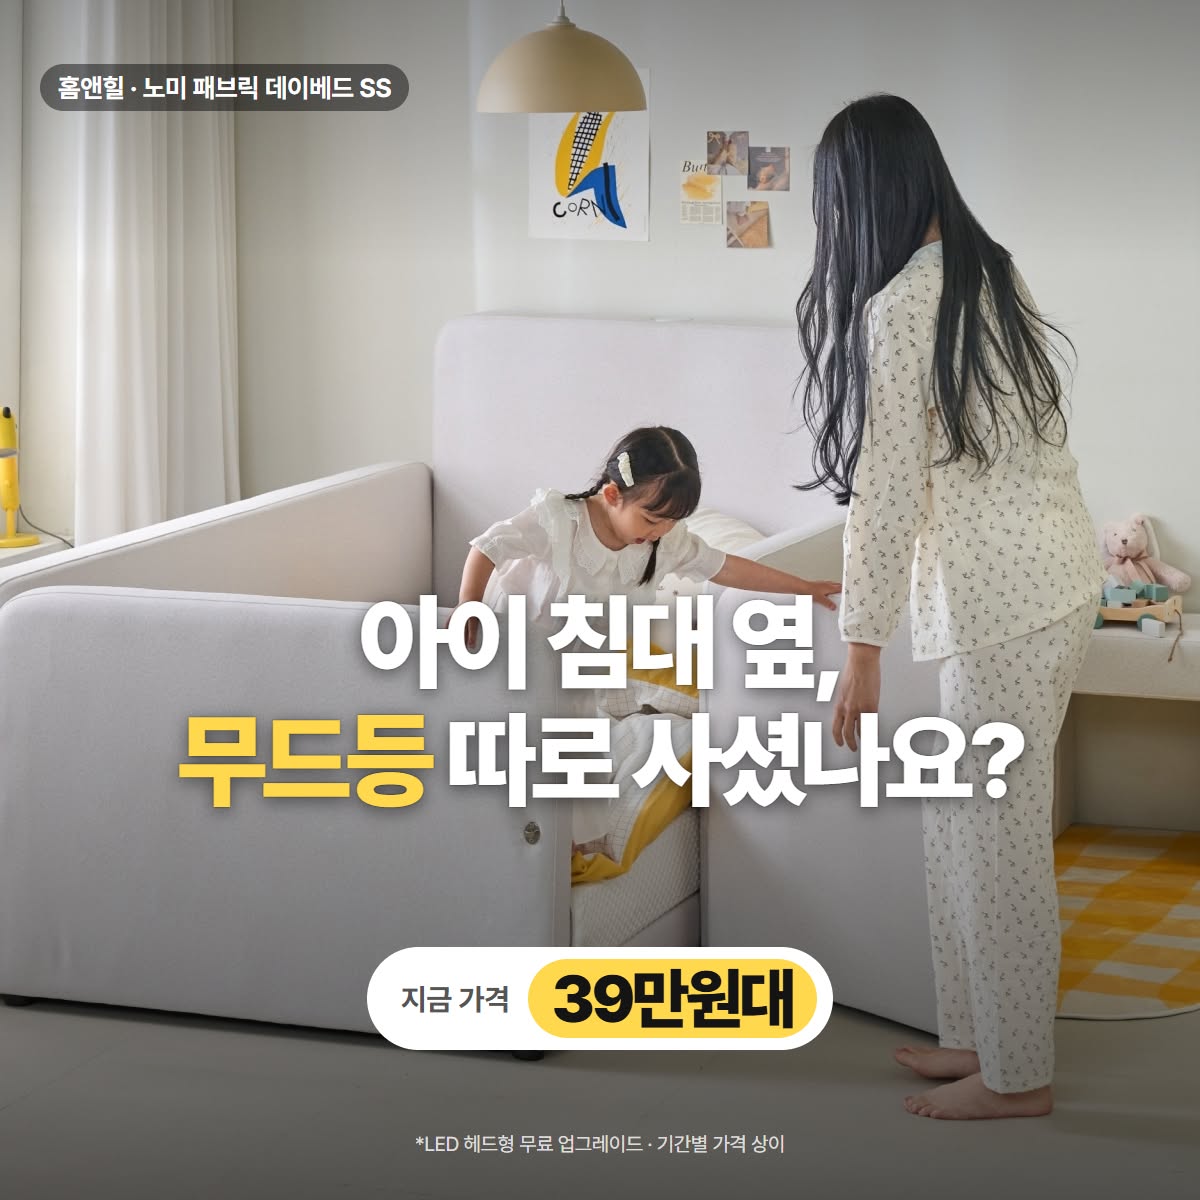 홈앤힐 · 노미 패브릭 데이베드 SS
CORN
아이 침대 옆,
무드등 따로 사셨나요?
지금 가격 39만원대
*LED 헤드형 무료 업그레이드 · 기간별 가격 상이